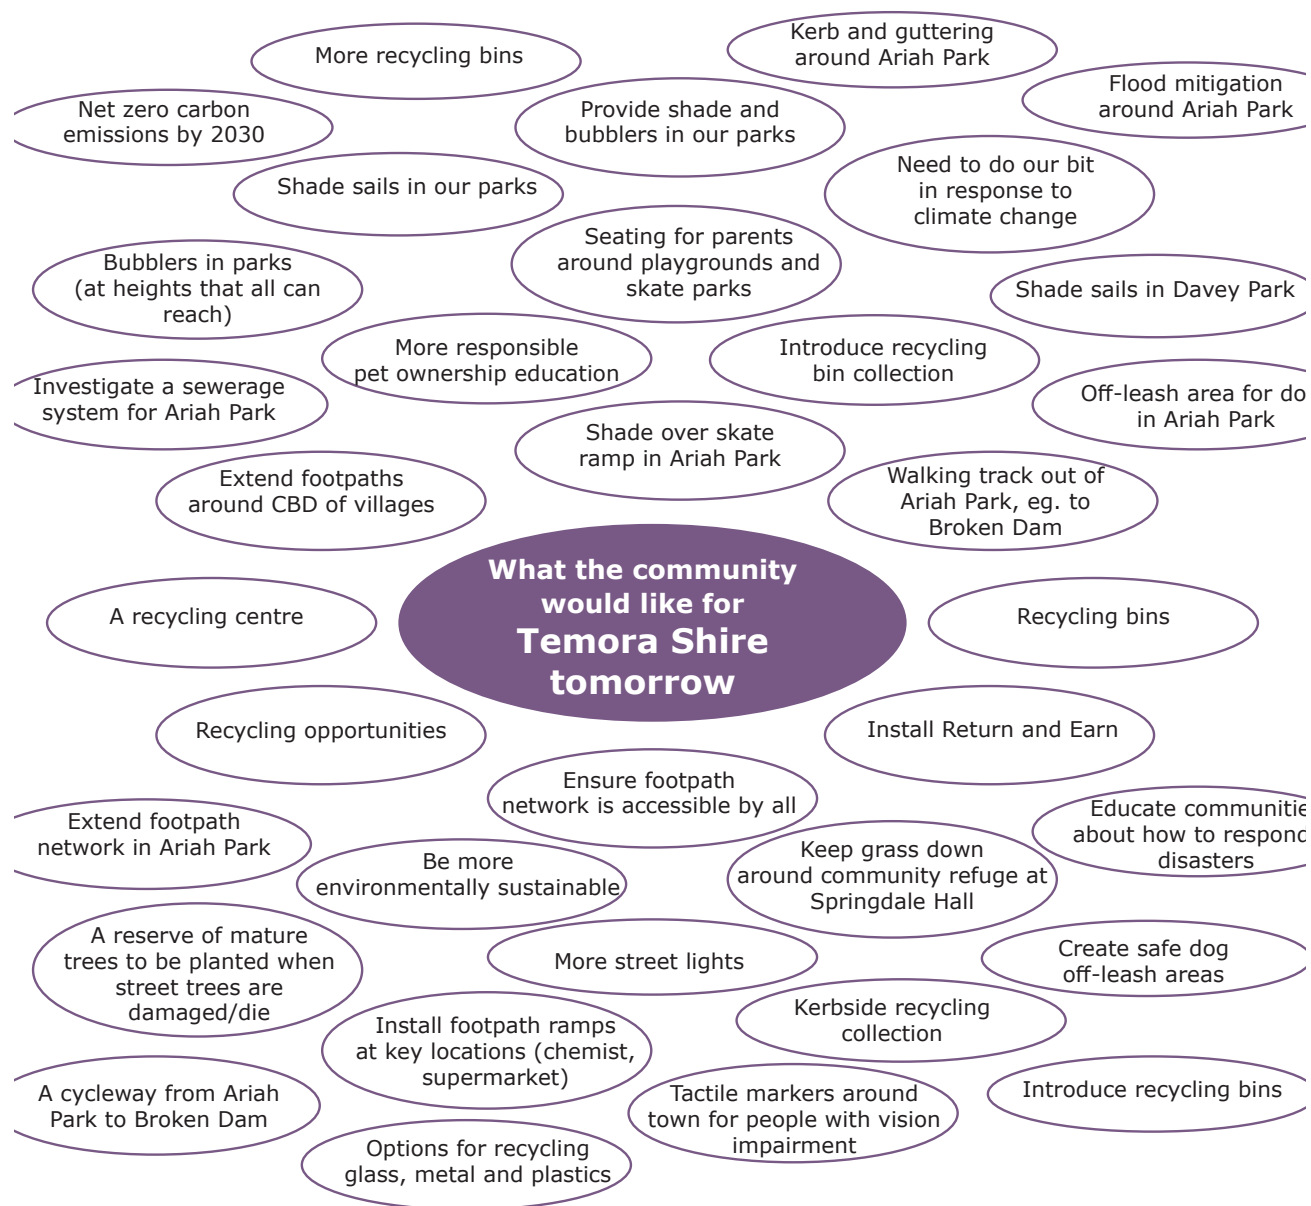 More recycling bins
Kerb and guttering
around Ariah Park
Net zero carbon
emissions by 2030
Provide shade and
bubblers in our parks
Flood mitigation
around Ariah Park
Shade sails in our parks
Need to do our bit
in response to
climate change
Seating for parents
around playgrounds and
skate parks
Bubblers in parks
(at heights that all can
reach)
Shade sails in Davey Park
More responsible
pet ownership education
Introduce recycling
bin collection
Investigate a sewerage
system for Ariah Park
Off-leash area for do
in Ariah Park
Shade over skate
ramp in Ariah Park
Extend footpaths
around CBD of villages
Walking track out of
Ariah Park, eg. to
Broken Dam
What the community
would like for
Temora Shire
tomorrow
A recycling centre
Recycling bins
Recycling opportunities
Install Return and Earn
Ensure footpath
network is accessible by all
Extend footpath
network in Ariah Park
Educate communitie
about how to respond
disasters
Be more
environmentally sustainable
Keep grass down
around community refuge at
Springdale Hall
A reserve of mature
trees to be planted when
street trees are
damaged/die
More street lights
Create safe dog
off-leash areas
Install footpath ramps
at key locations (chemist,
supermarket)
Kerbside recycling
collection
A cycleway from Ariah
Park to Broken Dam
Tactile markers around
town for people with vision
impairment
Introduce recycling bins
Options for recycling
glass, metal and plastics